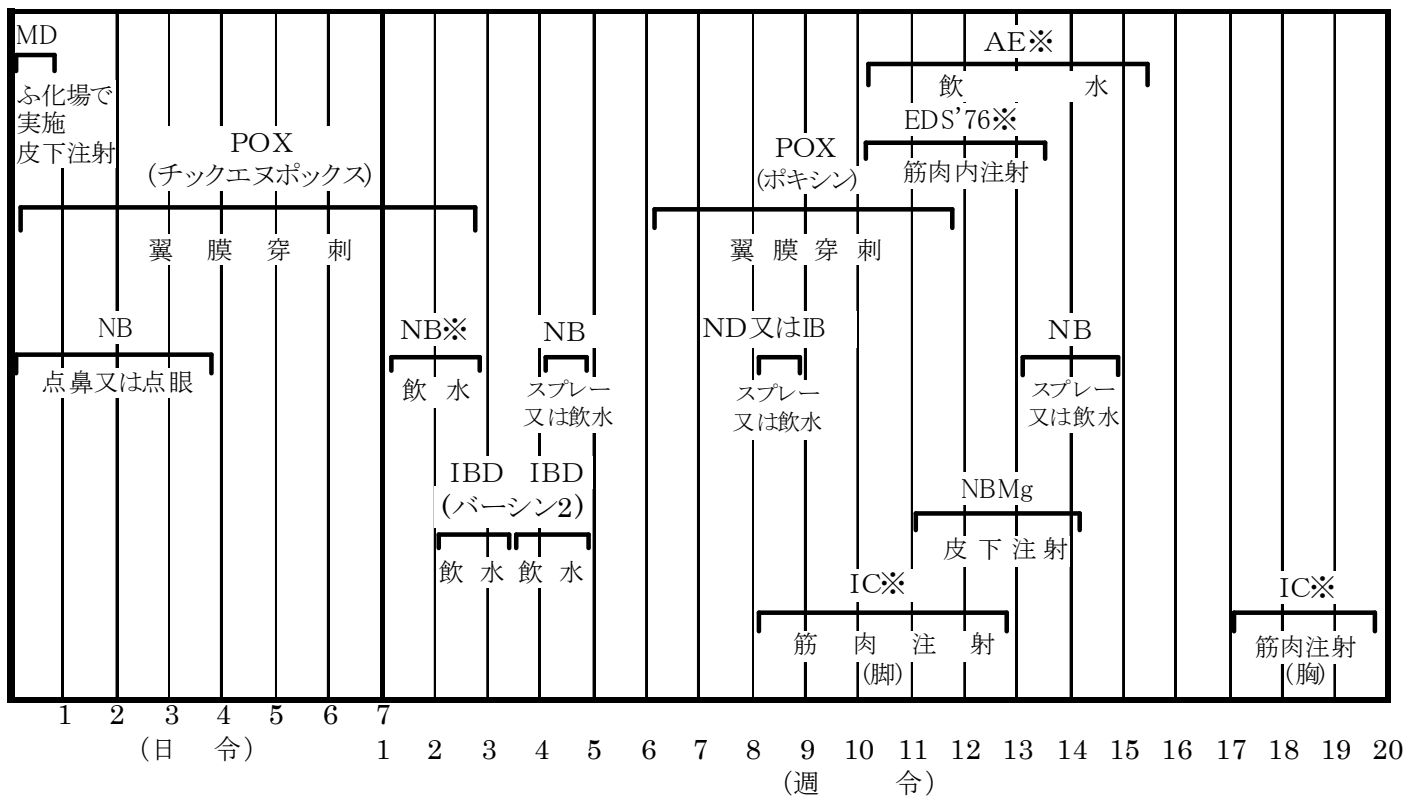 MD
ふ化場で
実施
皮下注射
POX
(チックエヌポックス)
翼膜穿刺
AE※
飲水
EDS'76※
筋肉内注射
POX
(ポキシン)
翼膜穿刺
NB
点鼻又は点眼
NB※
飲水
NB
スプレー
又は飲水
ND又はIB
スプレー
又は飲水
NB
スプレー
又は飲水
IBD IBD
(バーシン2)
飲水 飲水
NBMg
皮下注射
IC※
筋肉注射
(脚)
IC※
筋肉注射
(胸)
1 2 3 4 5 6 7
(日令)
1 2 3 4 5 6 7 8 9 10 11 12 13 14 15 16 17 18 19 20
(週令)